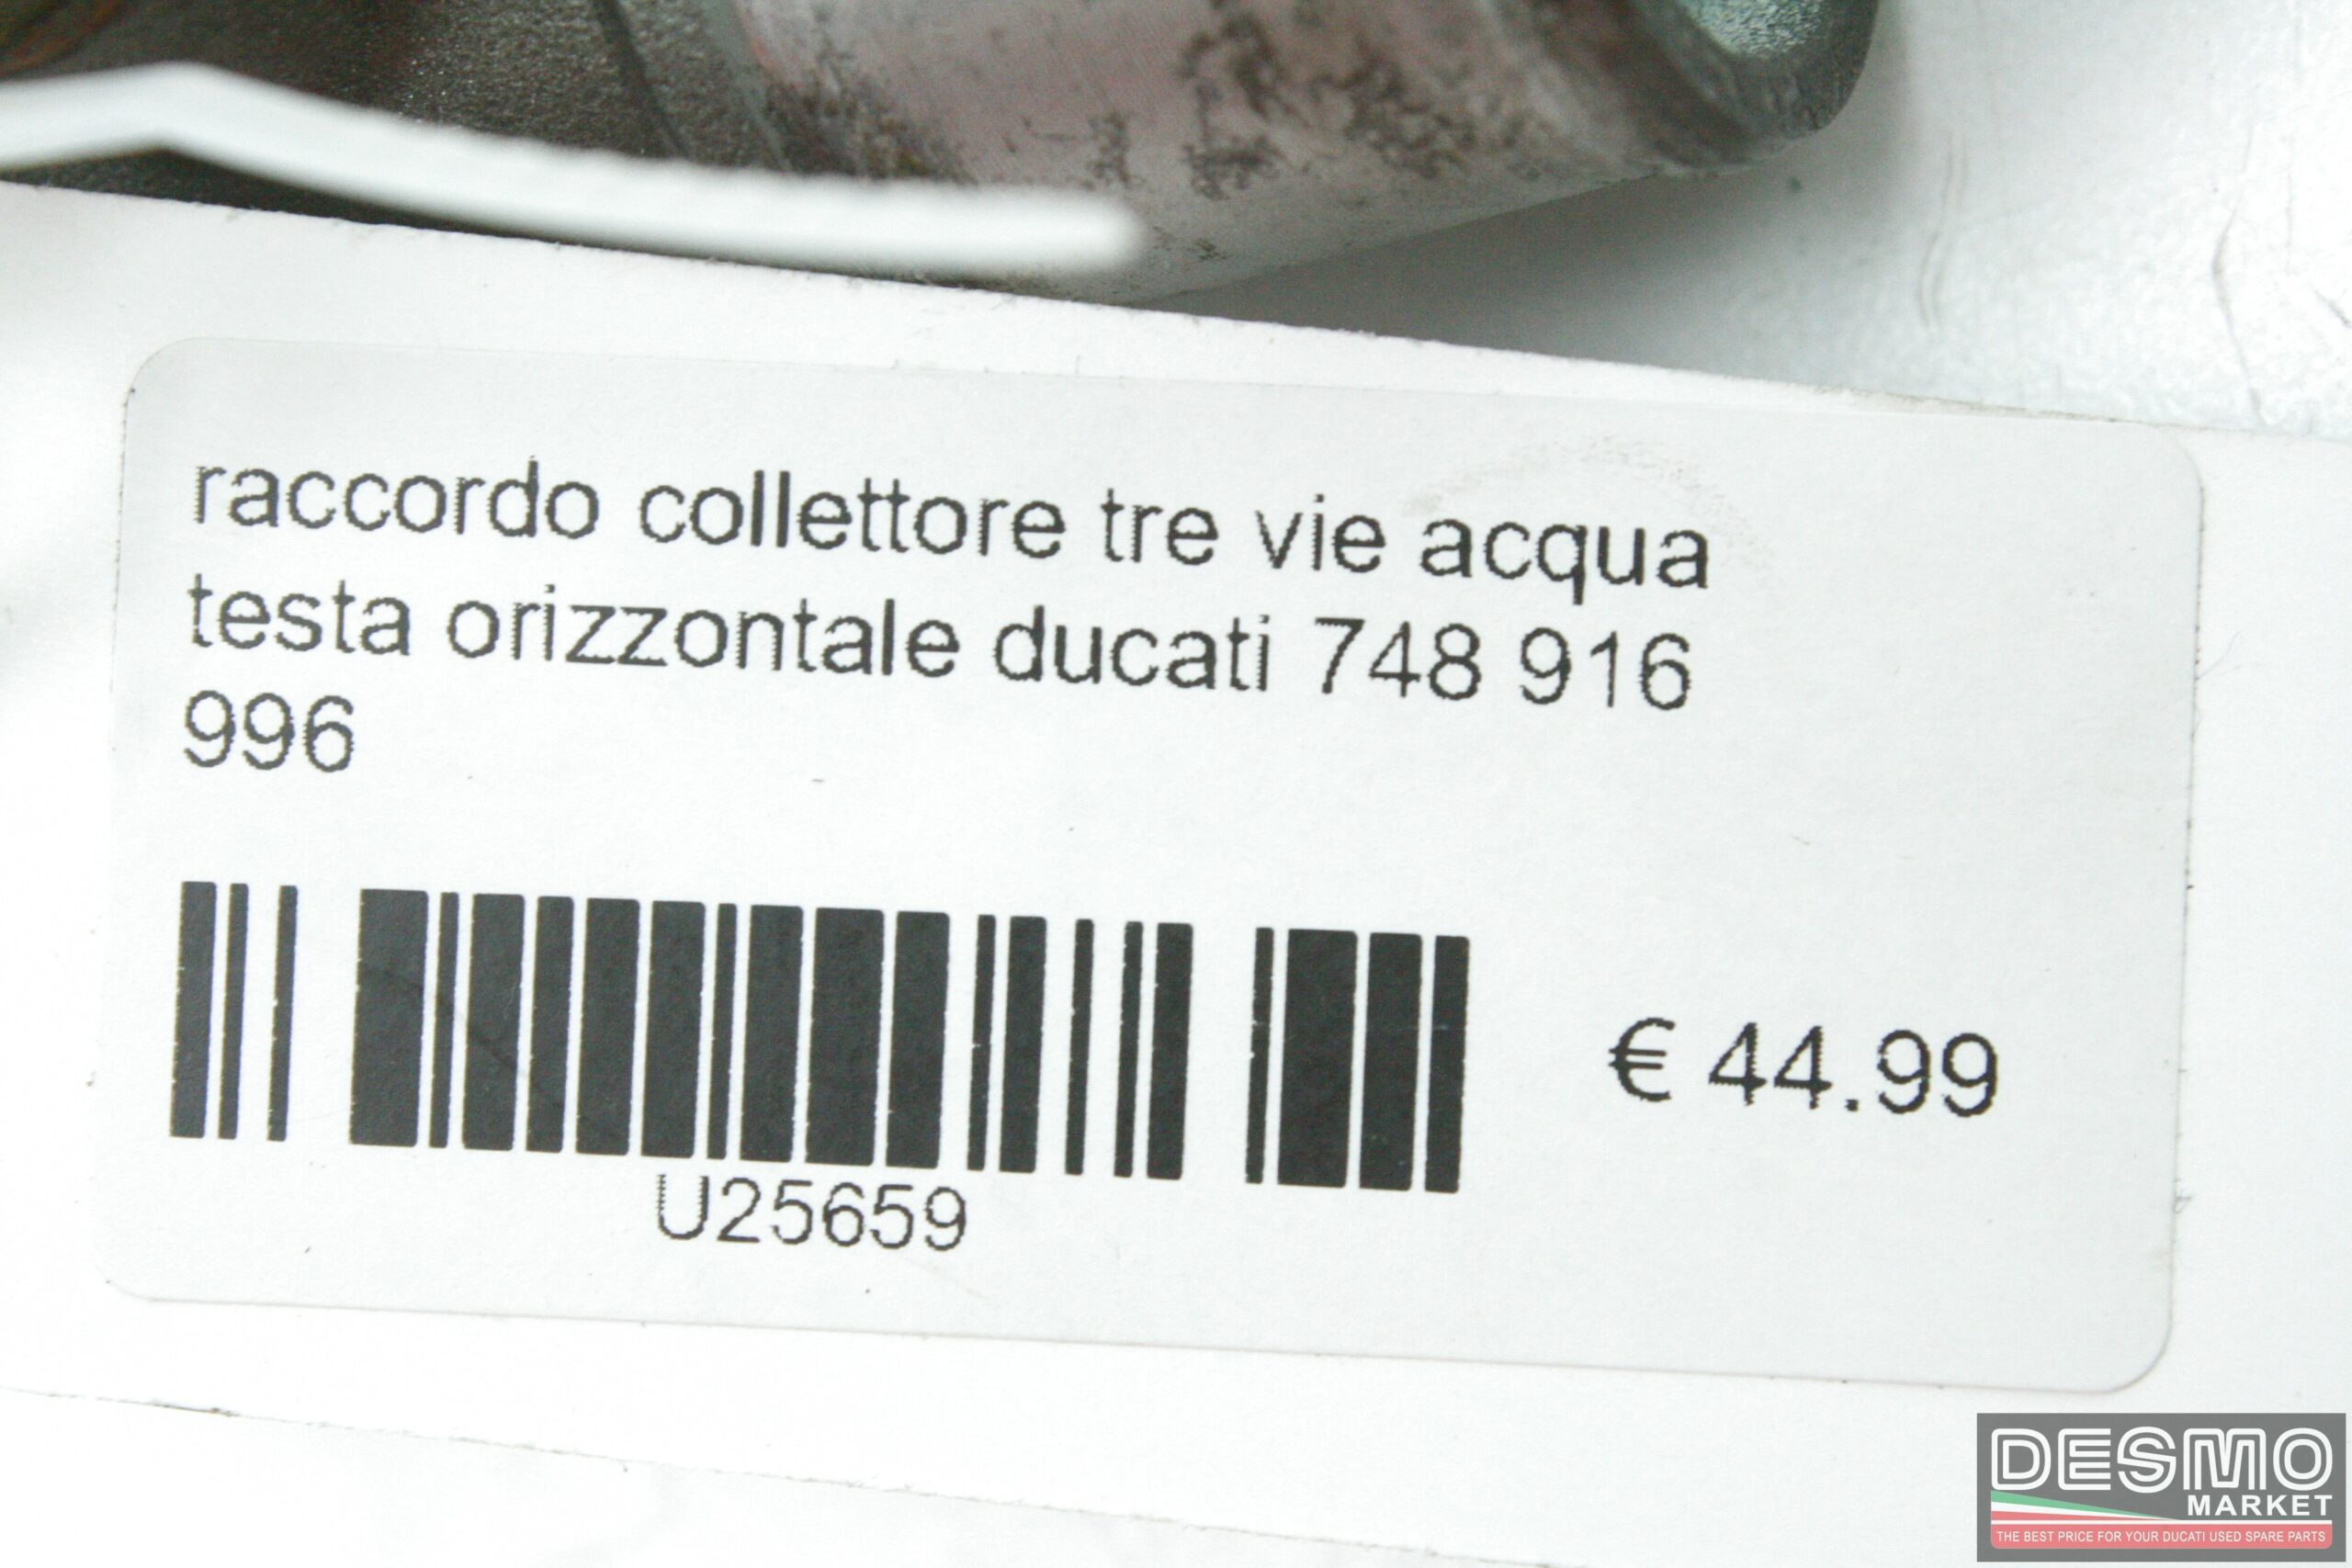 raccordo collettore tre vie acqua
testa orizzontale ducati 748 916
996
€ 44.99
U25659
DESMO
MARKET
THE BEST PRICE FOR YOUR DUCATI USED SPARE PARTS